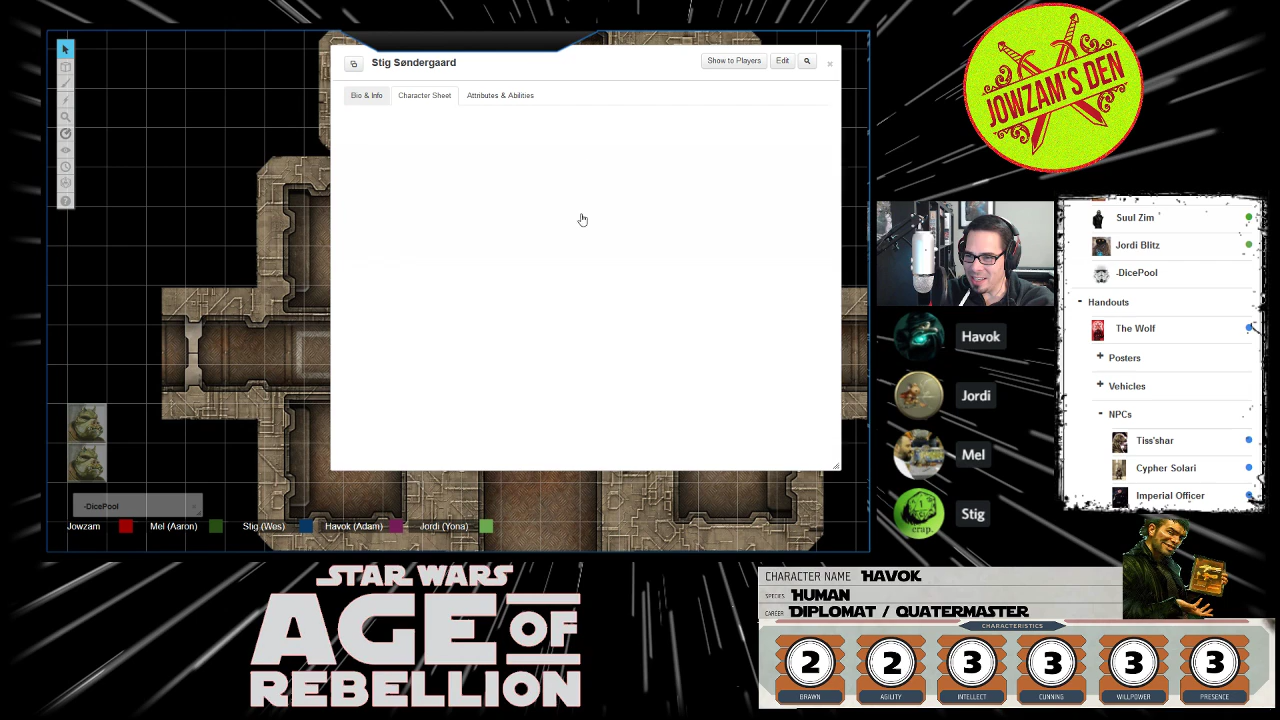 Stig Søndergaard
Show to Players
Edit
Bio & Info
Character Sheet
Attributes & Abilities
JOWZAM'S DEN
Suul Zim
Jordi Blitz
-DicePool
Handouts
The Wolf
Posters
Vehicles
NPCs
Tiss'shar
Cypher Solari
Imperial Officer
Havok
Jordi
Mel
Stig
crap.
-DicePool
Jowzam
Mel (Aaron)
Stig (Wes)
Havok (Adam)
Jordi (Yona)
STAR WARS
AGE OF
REBELLION
CHARACTER NAME HAVOK
SPECIES HUMAN
CAREER DIPLOMAT / QUATERMASTER
CHARACTERISTICS
2 2 3 3 3 3
BRAWN AGILITY INTELLECT CUNNING WILLPOWER PRESENCE